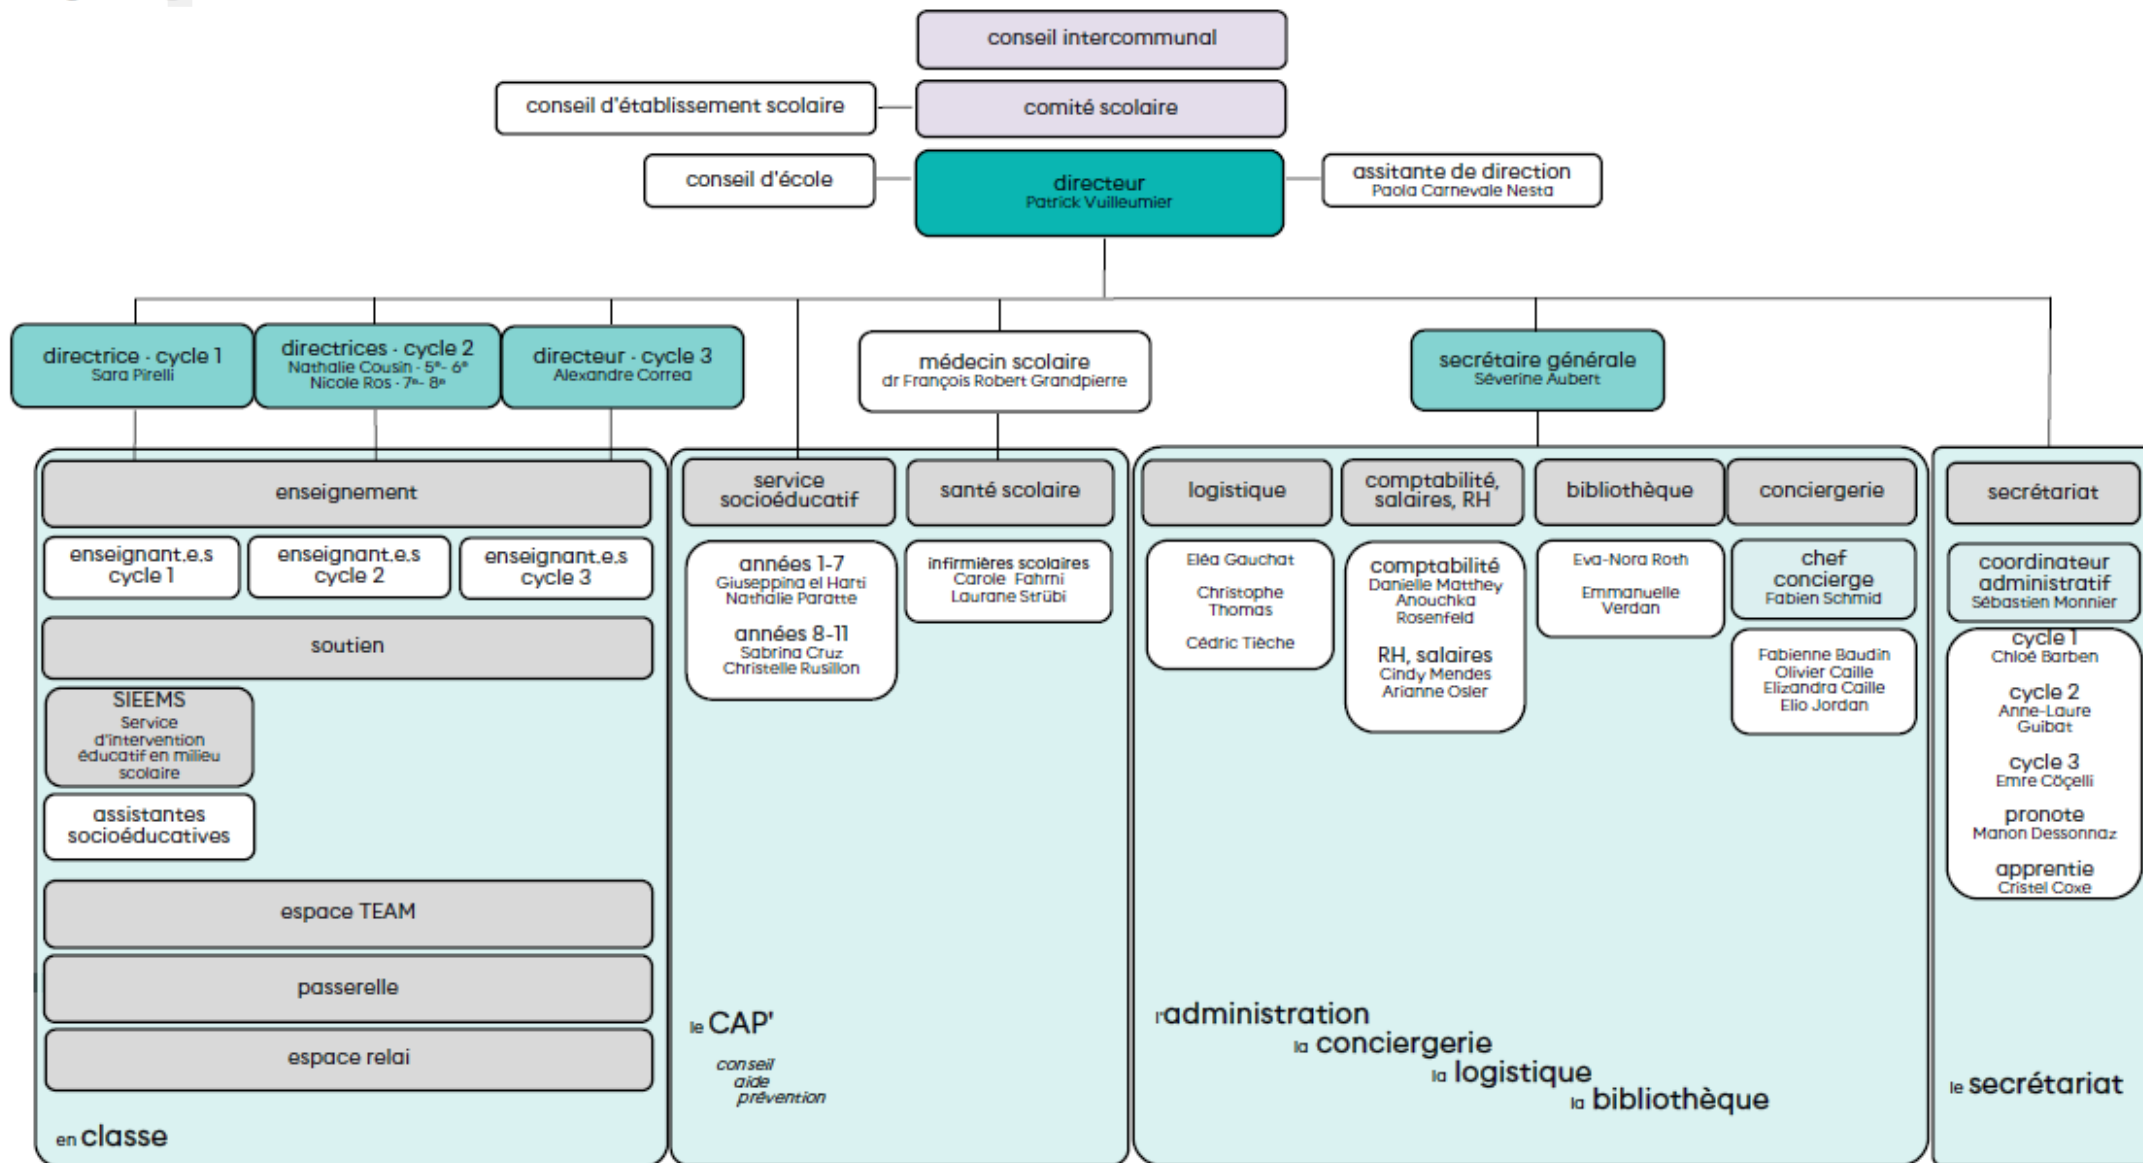 conseil intercommunal
conseil d'établissement scolaire
comité scolaire
conseil d'école
directeur
Patrick Vuilleumier
assitante de direction
Paola Carnevale Nesta
directrice - cycle 1
Sara Pirelli
directrices - cycle 2
Nathalie Cousin - 5e- 6e
Nicole Ros - 7e- 8e
directeur - cycle 3
Alexandre Correa
médecin scolaire
dr François Robert Grandpierre
secrétaire générale
Séverine Aubert
enseignement
enseignant.e.s
cycle 1
enseignant.e.s
cycle 2
enseignant.e.s
cycle 3
soutien
SIEEMS
Service
d'intervention
éducatif en milieu
scolaire
assistantes
socioéducatives
espace TEAM
passerelle
espace relai
en classe
service
socioéducatif
années 1-7
Giuseppina el Harti
Nathalie Paratte
années 8-11
Sabrina Cruz
Christelle Rusillon
santé scolaire
infirmières scolaires
Carole Fahrni
Laurane Strübi
le CAP'
conseil
aide
prévention
logistique
Eléa Gauchat
Christophe
Thomas
Cédric Tièche
comptabilité,
salaires, RH
comptabilité
Danielle Matthey
Anouchka
Rosenfeld
RH, salaires
Cindy Mendes
Arianne Osler
bibliothèque
Eva-Nora Roth
Emmanuelle
Verdan
conciergerie
chef
concierge
Fabien Schmid
Fabienne Baudin
Olivier Caille
Elizandra Caille
Elio Jordan
l'administration
la conciergerie
la logistique
la bibliothèque
secrétariat
coordinateur
administratif
Sébastien Monnier
cycle 1
Chloé Barben
cycle 2
Anne-Laure
Guibat
cycle 3
Emre Cöçelli
pronote
Manon Dessonnaz
apprentie
Cristel Coxe
le secrétariat